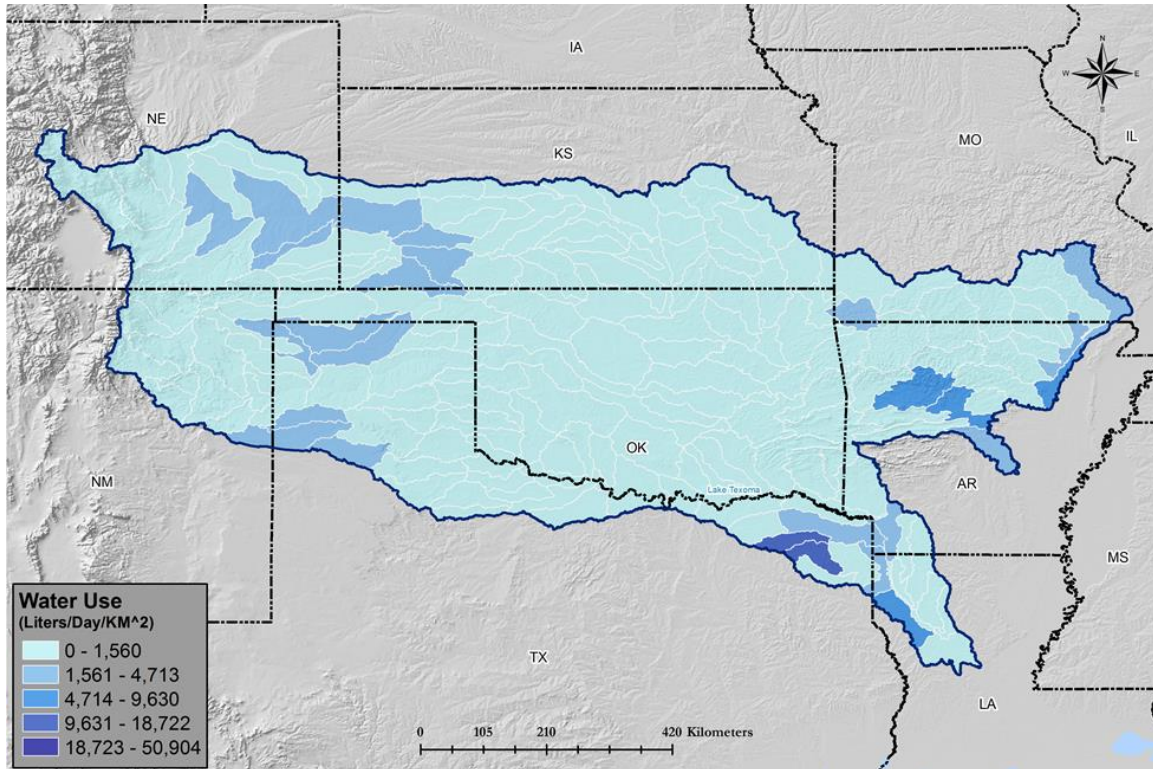 N
W E
S
IA
NE
MO
IL
KS
OK
NM
Lake Texoma
AR
MS
TX
LA
Water Use
(Liters/Day/KM^2)
0 - 1,560
1,561 - 4,713
4,714 - 9,630
9,631 - 18,722
18,723 - 50,904
0 105 210 420 Kilometers